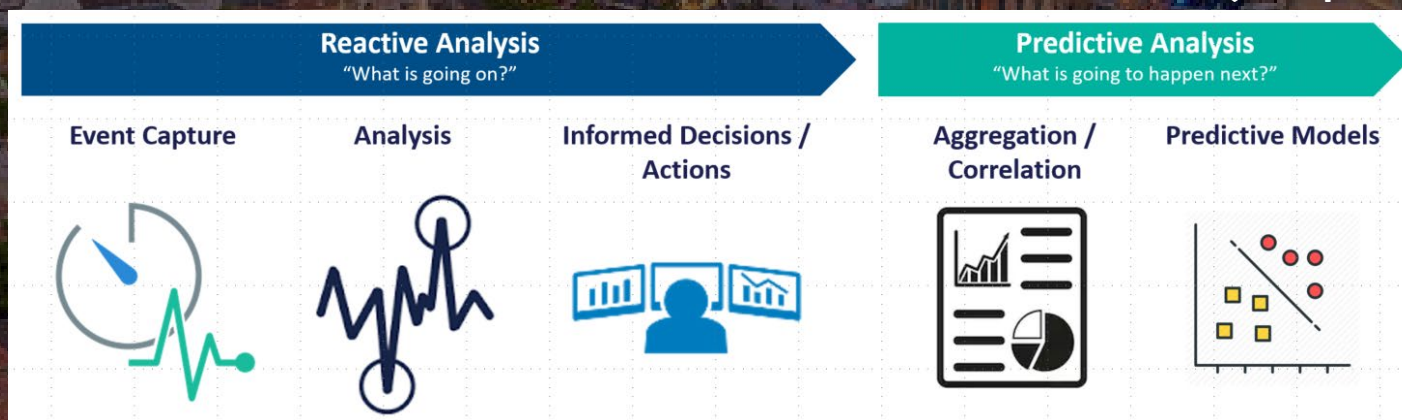 Reactive Analysis
“What is going on?”
Predictive Analysis
“What is going to happen next?”
Event Capture
Analysis
Informed Decisions /
Actions
Aggregation /
Correlation
Predictive Models